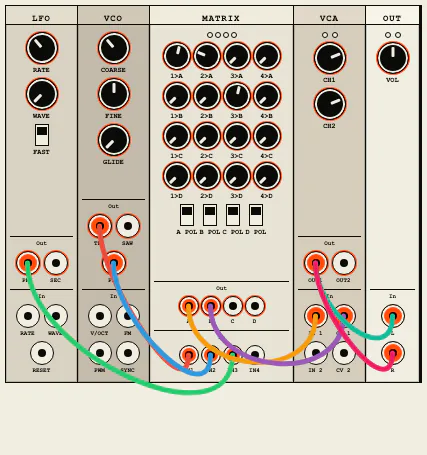 LFO VCO MATRIX VCA OUT
RATE COARSE 1>A 2>A 3>A 4>A CH1 VOL
WAVE FINE 1>B 2>B 3>B 4>B CH2
FAST GLIDE 1>C 2>C 3>C 4>C
1>D 2>D 3>D 4>D
A POL B POL C POL D POL
Out
SAW
Out Out
SEC OUT2
Out
C D
In In In In
RATE WAVE V/OCT FM
RESET PWM SYNC IN4 IN 2 CV 2 R